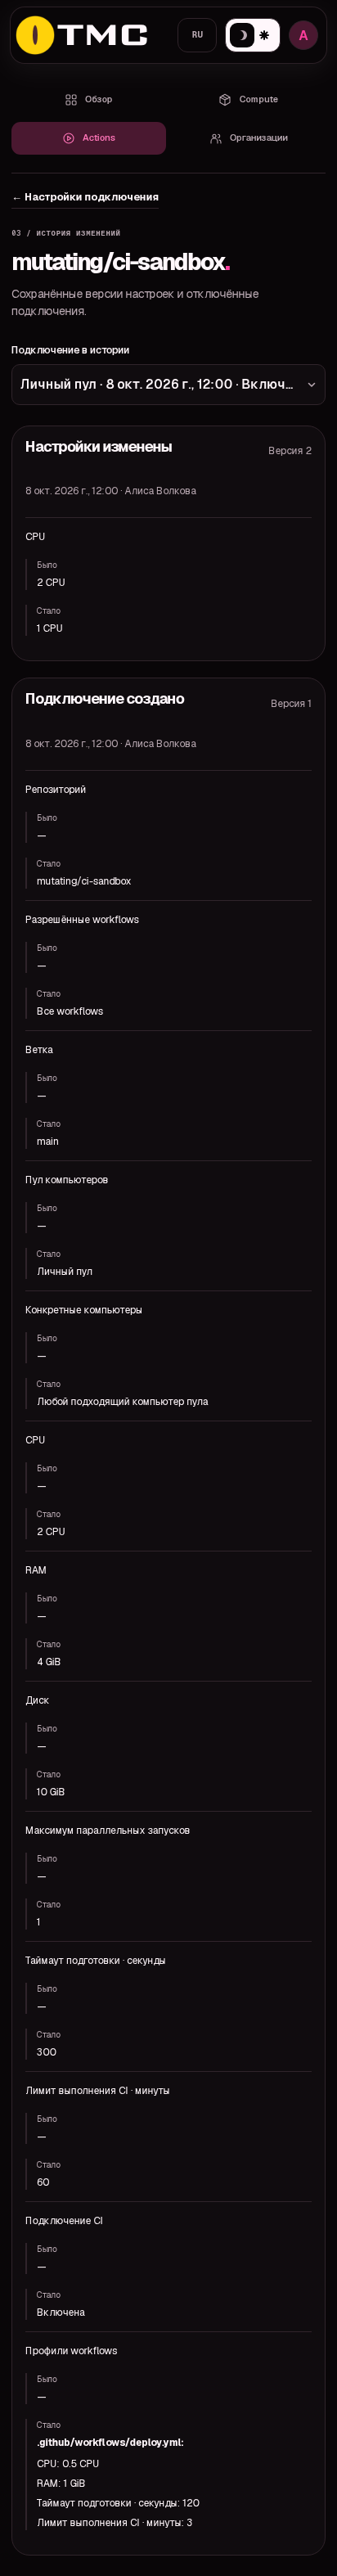 TMC
RU
A
Обзор
Compute
Actions
Организации
← Настройки подключения
03 / ИСТОРИЯ ИЗМЕНЕНИЙ
mutating/ci-sandbox.
Сохранённые версии настроек и отключённые
подключения.
Подключение в истории
Личный пул · 8 окт. 2026 г., 12:00 · Включ...
Настройки изменены
Версия 2
8 окт. 2026 г., 12:00 · Алиса Волкова
CPU
Было
2 CPU
Стало
1 CPU
Подключение создано
Версия 1
8 окт. 2026 г., 12:00 · Алиса Волкова
Репозиторий
Было
—
Стало
mutating/ci-sandbox
Разрешённые workflows
Было
—
Стало
Все workflows
Ветка
Было
—
Стало
main
Пул компьютеров
Было
—
Стало
Личный пул
Конкретные компьютеры
Было
—
Стало
Любой подходящий компьютер пула
CPU
Было
—
Стало
2 CPU
RAM
Было
—
Стало
4 GiB
Диск
Было
—
Стало
10 GiB
Максимум параллельных запусков
Было
—
Стало
1
Таймаут подготовки · секунды
Было
—
Стало
300
Лимит выполнения CI · минуты
Было
—
Стало
60
Подключение CI
Было
—
Стало
Включена
Профили workflows
Было
—
Стало
.github/workflows/deploy.yml:
CPU: 0.5 CPU
RAM: 1 GiB
Таймаут подготовки · секунды: 120
Лимит выполнения CI · минуты: 3